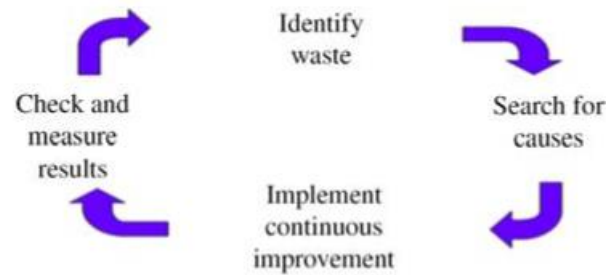 Identify
waste
Search for
causes
Implement
continuous
improvement
Check and
measure
results